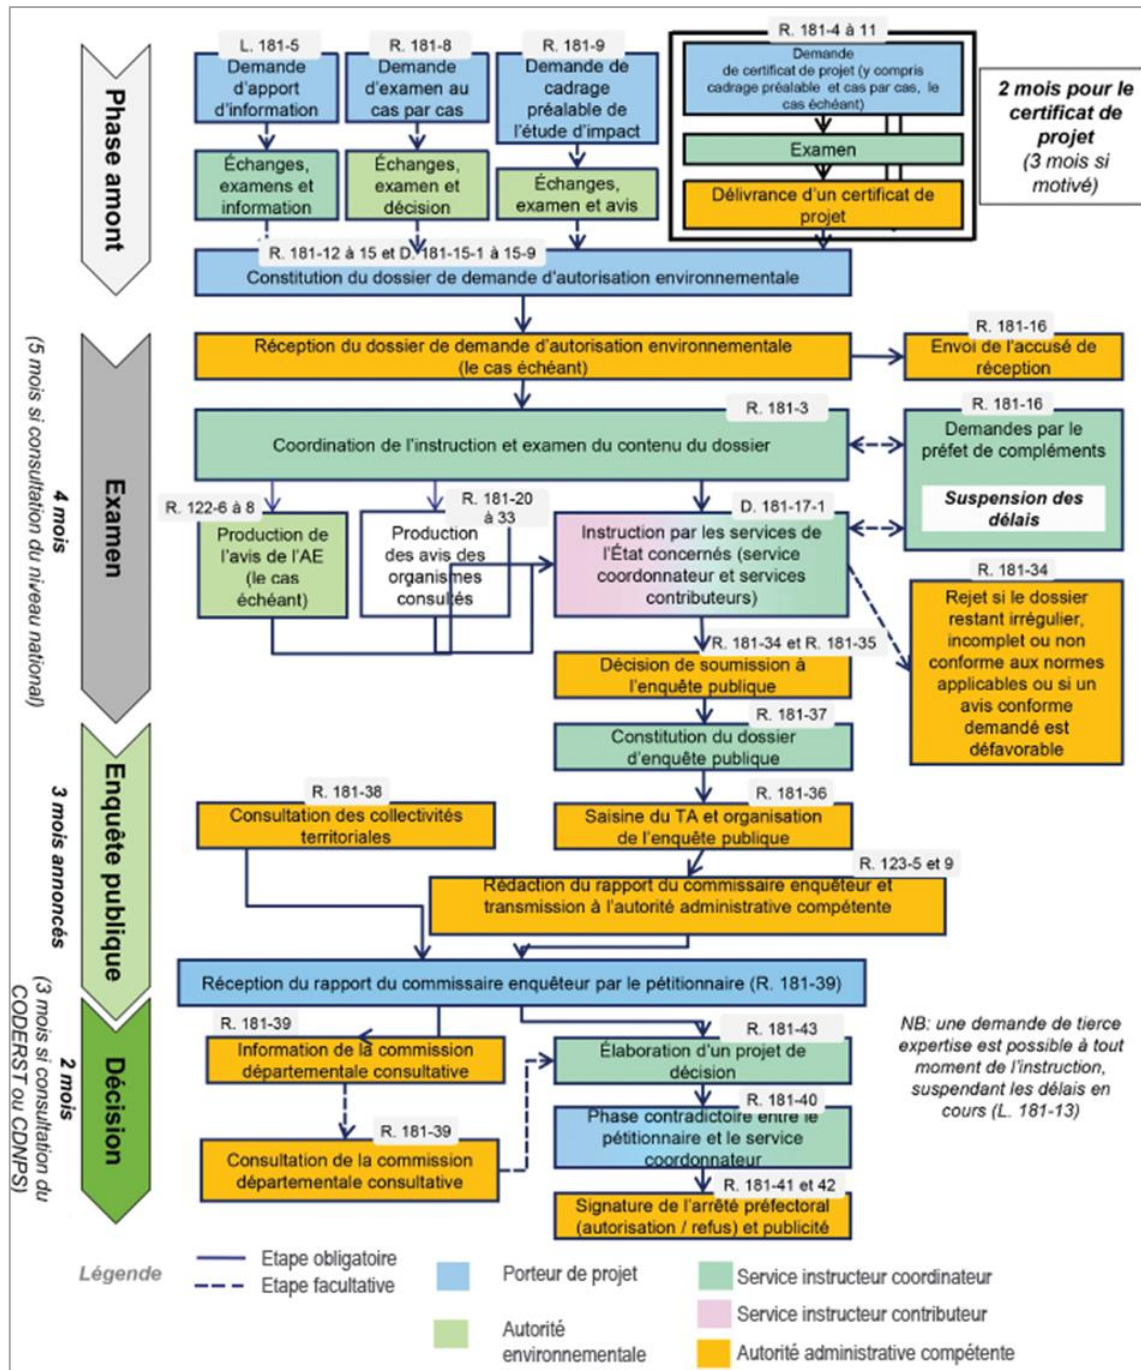 Phase amont
L. 181-5
Demande
d'apport
d'information
R. 181-8
Demande
d'examen au
cas par cas
R. 181-9
Demande de
cadrage
préalable de
l'étude d'impact
R. 181-4 à 11
Demande
de certificat de projet (y compris
cadrage préalable et cas par cas, le
cas échéant)
2 mois pour le
certificat de
projet
(3 mois si
motivé)
Échanges,
examens et
information
Échanges,
examen et
décision
Échanges,
examen et avis
Examen
Délivrance d'un certificat de
projet
R. 181-12 à 15 et D. 181-15-1 à 15-9
Constitution du dossier de demande d'autorisation environnementale
Examen
4 mois
(5 mois si consultation du niveau national)
Réception du dossier de demande d'autorisation environnementale
(le cas échéant)
R. 181-16
Envoi de l'accusé de
réception
R. 181-3
Coordination de l'instruction et examen du contenu du dossier
R. 181-16
Demandes par le
préfet de compléments
Suspension des
délais
R. 122-6 à 8
Production de
l'avis de l'AE
(le cas
échéant)
R. 181-20
à 33
Production
des avis des
organismes
consultés
D. 181-17-1
Instruction par les services de
l'État concernés (service
coordonnateur et services
contributeurs)
R. 181-34
Rejet si le dossier
restant irrégulier,
incomplet ou non
conforme aux normes
applicables ou si un
avis conforme
demandé est
défavorable
R. 181-34 et R. 181-35
Décision de soumission à
l'enquête publique
Enquête publique
3 mois annoncés
R. 181-37
Constitution du dossier
d'enquête publique
R. 181-38
Consultation des collectivités
territoriales
R. 181-36
Saisine du TA et organisation
de l'enquête publique
R. 123-5 et 9
Rédaction du rapport du commissaire enquêteur et
transmission à l'autorité administrative compétente
Réception du rapport du commissaire enquêteur par le pétitionnaire (R. 181-39)
Décision
2 mois
(3 mois si consultation du
CODERST ou CDNPS)
R. 181-39
Information de la commission
départementale consultative
R. 181-43
Élaboration d'un projet de
décision
NB: une demande de tierce
expertise est possible à tout
moment de l'instruction,
suspendant les délais en
cours (L. 181-13)
R. 181-39
Consultation de la commission
départementale consultative
R. 181-40
Phase contradictoire entre le
pétitionnaire et le service
coordonnateur
R. 181-41 et 42
Signature de l'arrêté préfectoral
(autorisation / refus) et publicité
Légende
Etape obligatoire
Etape facultative
Porteur de projet
Autorité
environnementale
Service instructeur coordinateur
Service instructeur contributeur
Autorité administrative compétente